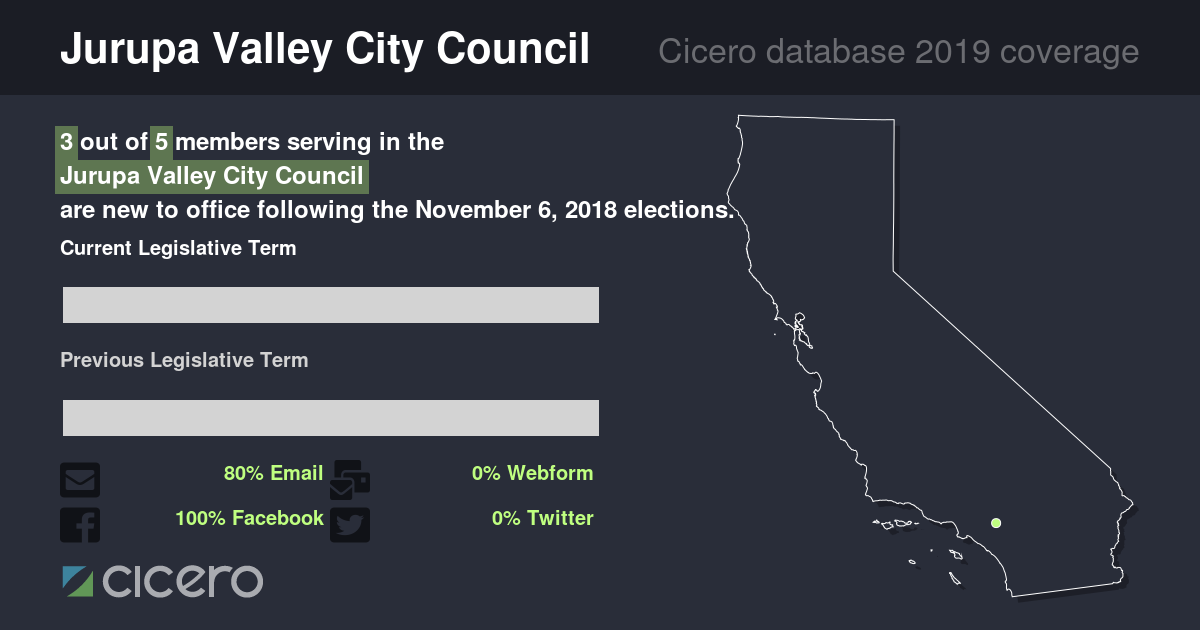 Jurupa Valley City Council
Cicero database 2019 coverage
3 out of 5 members serving in the
Jurupa Valley City Council
are new to office following the November 6, 2018 elections.
Current Legislative Term
Previous Legislative Term
80% Email
0% Webform
100% Facebook
0% Twitter
cicero